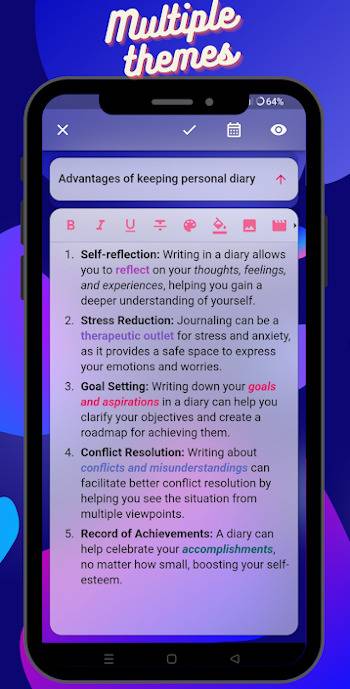 Multiple
themes
64%
Advantages of keeping personal diary
B I U
1. Self-reflection: Writing in a diary allows
you to reflect on your thoughts, feelings,
and experiences, helping you gain a
deeper understanding of yourself.
2. Stress Reduction: Journaling can be a
therapeutic outlet for stress and anxiety,
as it provides a safe space to express
your emotions and worries.
3. Goal Setting: Writing down your goals
and aspirations in a diary can help you
clarify your objectives and create a
roadmap for achieving them.
4. Conflict Resolution: Writing about
conflicts and misunderstandings can
facilitate better conflict resolution by
helping you see the situation from
multiple viewpoints.
5. Record of Achievements: A diary can
help celebrate your accomplishments,
no matter how small, boosting your self-
esteem.